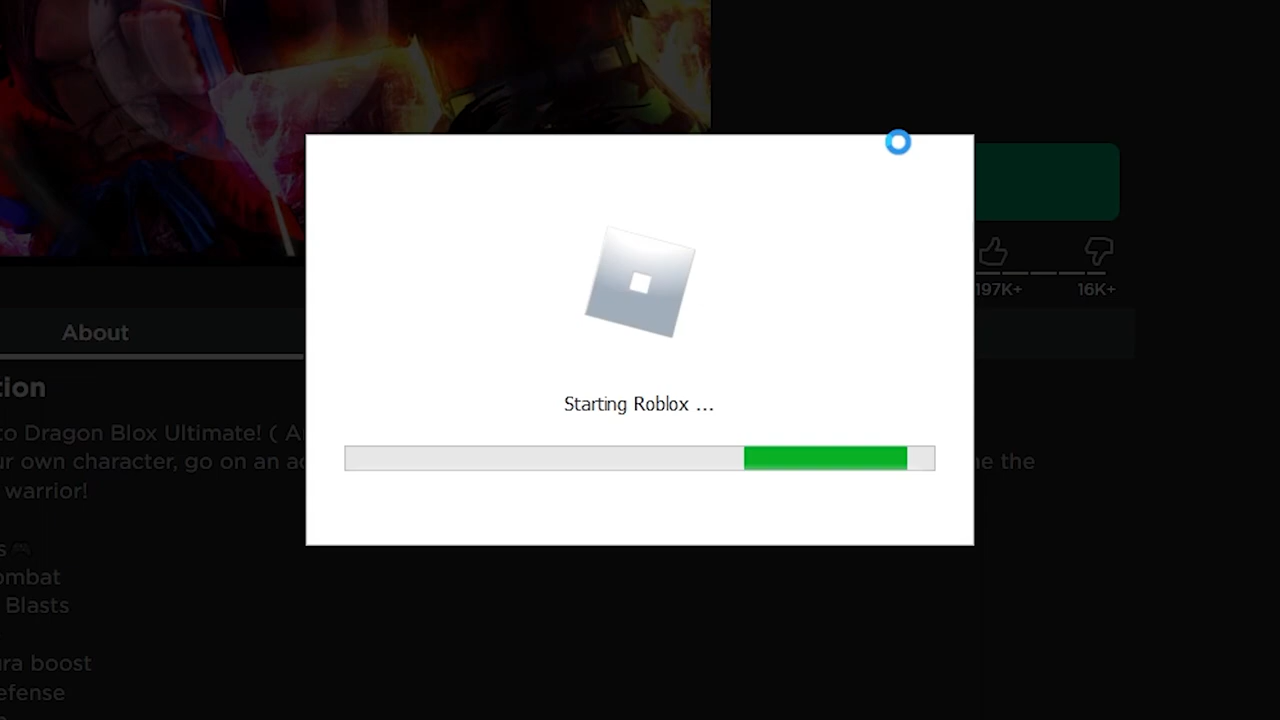 197K+ 16K+
About
tion
to Dragon Blox Ultimate! ( A
ur own character, go on an ad
e the
warrior!
s
ombat
Blasts
ura boost
efense
Starting Roblox ...